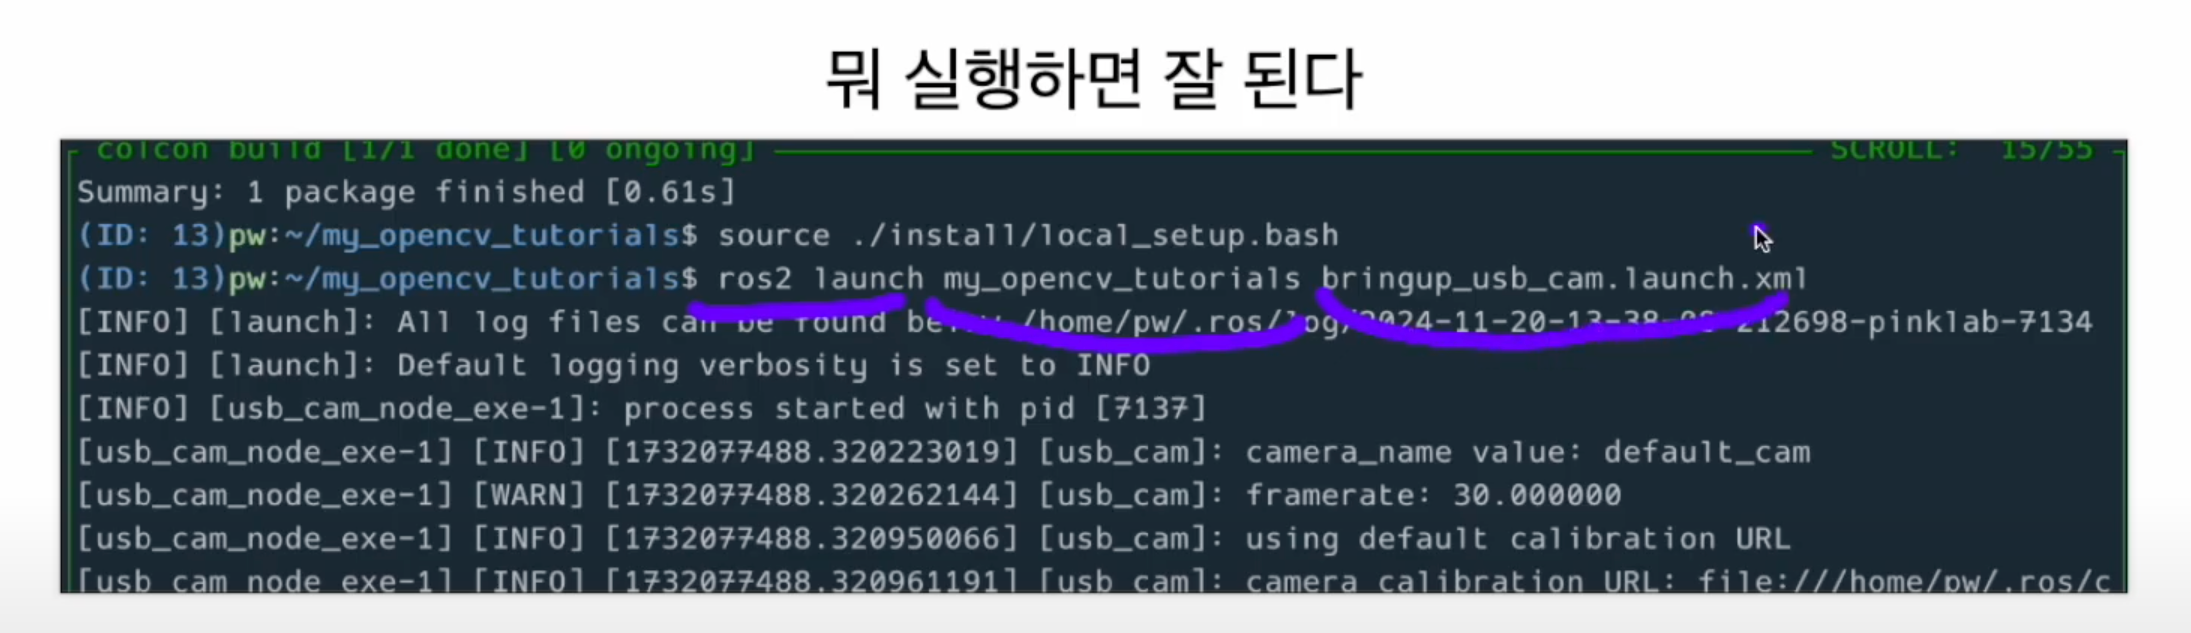 뭐 실행하면 잘 된다
colcon build [1/1 done] [0 ongoing] SCROLL: 15/55
Summary: 1 package finished [0.61s]
(ID: 13)pw:~/my_opencv_tutorials$ source ./install/local_setup.bash
(ID: 13)pw:~/my_opencv_tutorials$ ros2 launch my_opencv_tutorials bringup_usb_cam.launch.xml
[INFO] [launch]: All log files can be found below /home/pw/.ros/log/2024-11-20-13-38-08-212698-pinklab-7134
[INFO] [launch]: Default logging verbosity is set to INFO
[INFO] [usb_cam_node_exe-1]: process started with pid [7137]
[usb_cam_node_exe-1] [INFO] [1732077488.320223019] [usb_cam]: camera_name value: default_cam
[usb_cam_node_exe-1] [WARN] [1732077488.320262144] [usb_cam]: framerate: 30.000000
[usb_cam_node_exe-1] [INFO] [1732077488.320950066] [usb_cam]: using default calibration URL
[usb_cam_node_exe-1] [INFO] [1732077488.320961191] [usb_cam]: camera calibration URL: file:///home/pw/.ros/c